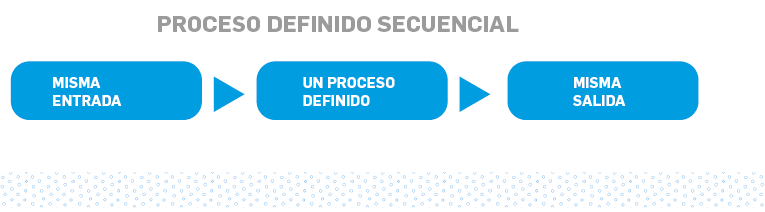 PROCESO DEFINIDO SECUENCIAL
MISMA
ENTRADA
UN PROCESO
DEFINIDO
MISMA
SALIDA